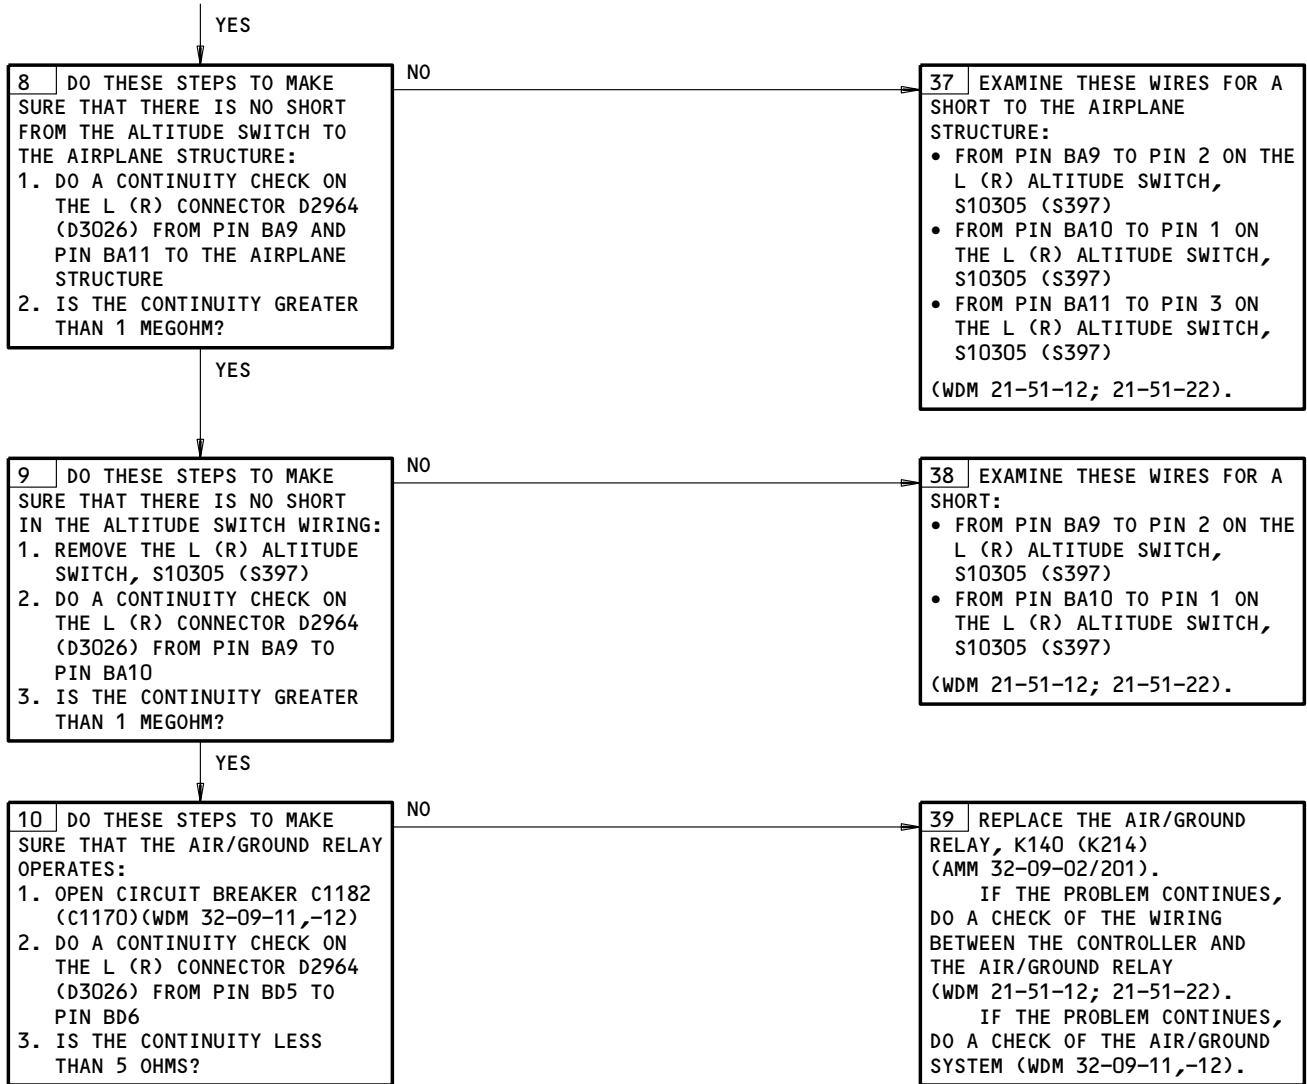 YES
8 DO THESE STEPS TO MAKE
SURE THAT THERE IS NO SHORT
FROM THE ALTITUDE SWITCH TO
THE AIRPLANE STRUCTURE:
1. DO A CONTINUITY CHECK ON
THE L (R) CONNECTOR D2964
(D3026) FROM PIN BA9 AND
PIN BA11 TO THE AIRPLANE
STRUCTURE
2. IS THE CONTINUITY GREATER
THAN 1 MEGOHM?
NO
37 EXAMINE THESE WIRES FOR A
SHORT TO THE AIRPLANE
STRUCTURE:
• FROM PIN BA9 TO PIN 2 ON THE
L (R) ALTITUDE SWITCH,
S10305 (S397)
• FROM PIN BA10 TO PIN 1 ON
THE L (R) ALTITUDE SWITCH,
S10305 (S397)
• FROM PIN BA11 TO PIN 3 ON
THE L (R) ALTITUDE SWITCH,
S10305 (S397)
(WDM 21-51-12; 21-51-22).
YES
9 DO THESE STEPS TO MAKE
SURE THAT THERE IS NO SHORT
IN THE ALTITUDE SWITCH WIRING:
1. REMOVE THE L (R) ALTITUDE
SWITCH, S10305 (S397)
2. DO A CONTINUITY CHECK ON
THE L (R) CONNECTOR D2964
(D3026) FROM PIN BA9 TO
PIN BA10
3. IS THE CONTINUITY GREATER
THAN 1 MEGOHM?
NO
38 EXAMINE THESE WIRES FOR A
SHORT:
• FROM PIN BA9 TO PIN 2 ON THE
L (R) ALTITUDE SWITCH,
S10305 (S397)
• FROM PIN BA10 TO PIN 1 ON
THE L (R) ALTITUDE SWITCH,
S10305 (S397)
(WDM 21-51-12; 21-51-22).
YES
10 DO THESE STEPS TO MAKE
SURE THAT THE AIR/GROUND RELAY
OPERATES:
1. OPEN CIRCUIT BREAKER C1182
(C1170)(WDM 32-09-11,-12)
2. DO A CONTINUITY CHECK ON
THE L (R) CONNECTOR D2964
(D3026) FROM PIN BD5 TO
PIN BD6
3. IS THE CONTINUITY LESS
THAN 5 OHMS?
NO
39 REPLACE THE AIR/GROUND
RELAY, K140 (K214)
(AMM 32-09-02/201).
IF THE PROBLEM CONTINUES,
DO A CHECK OF THE WIRING
BETWEEN THE CONTROLLER AND
THE AIR/GROUND RELAY
(WDM 21-51-12; 21-51-22).
IF THE PROBLEM CONTINUES,
DO A CHECK OF THE AIR/GROUND
SYSTEM (WDM 32-09-11,-12).